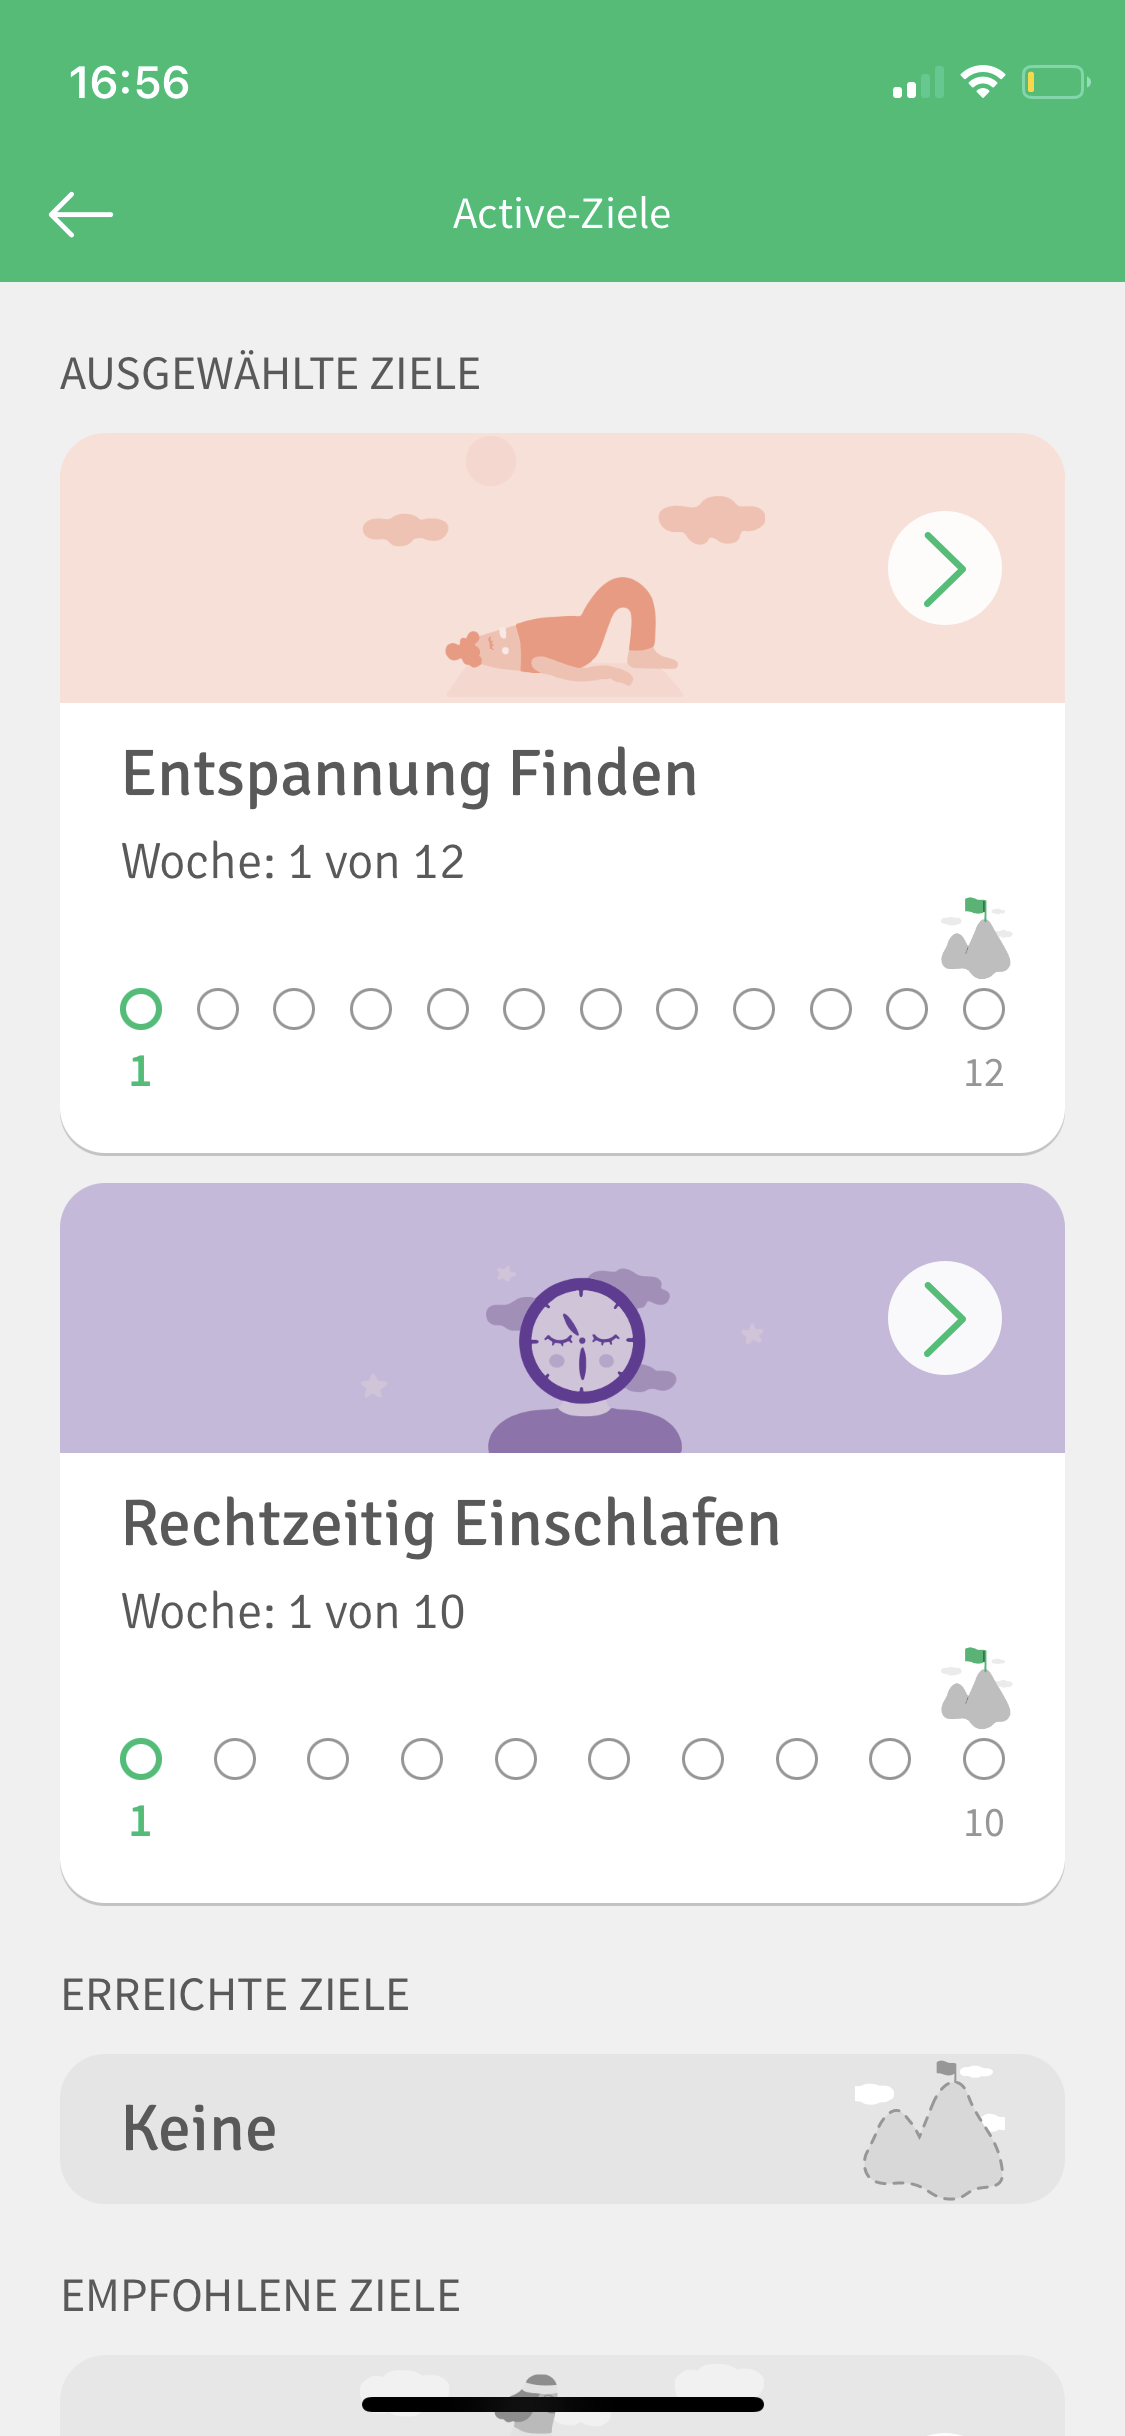 16:56
Active-Ziele
AUSGEWÄHLTE ZIELE
Entspannung Finden
Woche: 1 von 12
1
12
Rechtzeitig Einschlafen
Woche: 1 von 10
1
10
ERREICHTE ZIELE
Keine
EMPFOHLENE ZIELE